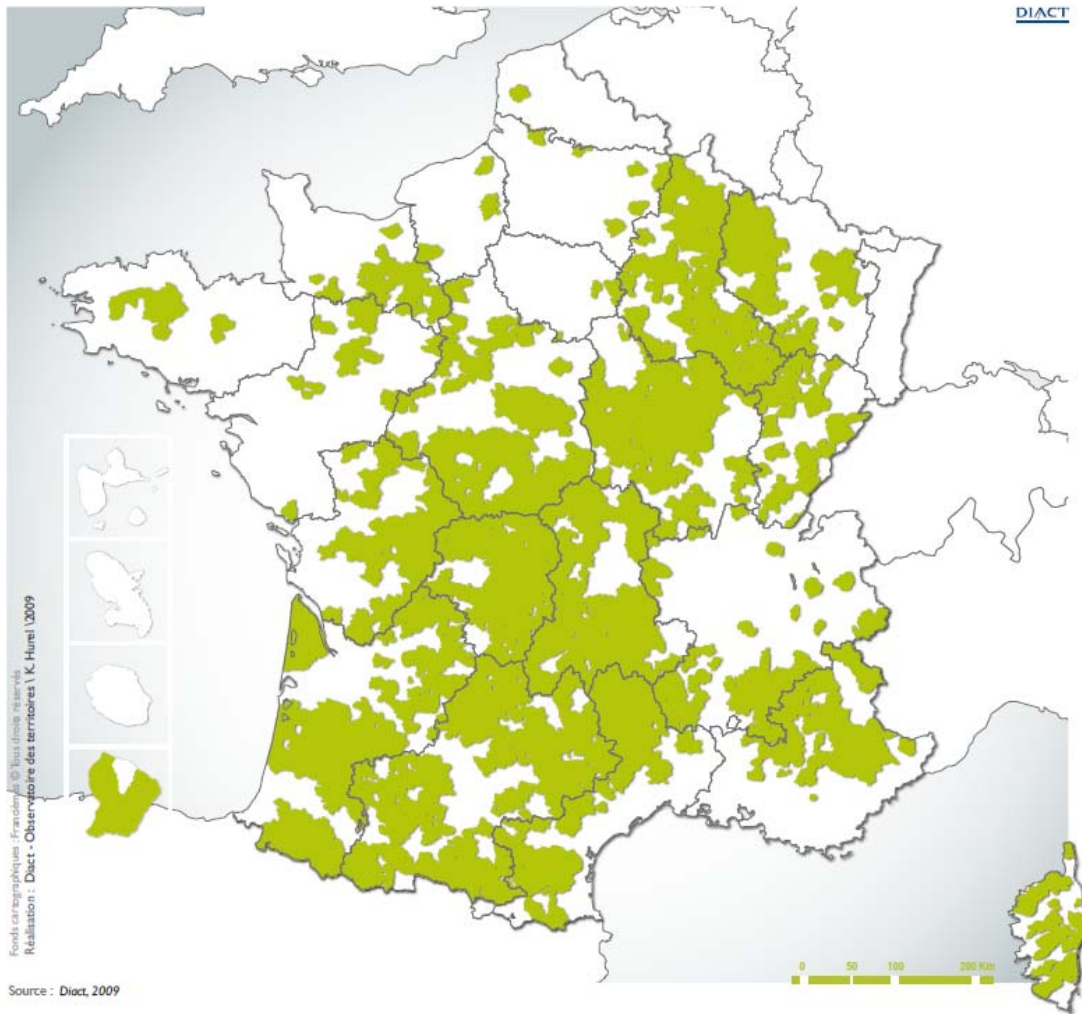 DIACT
Fonds cartographiques : Francièmes © Tous droits réservés
Réalisation : Diact - Observatoire des territoires \ K. Hurel \2009
0 50 100 200 Km
Source : Diact, 2009